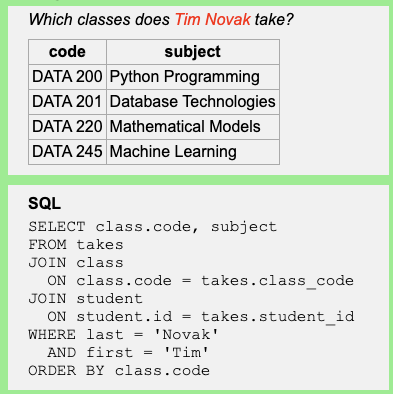 Which classes does Tim Novak take?
code subject
DATA 200 Python Programming
DATA 201 Database Technologies
DATA 220 Mathematical Models
DATA 245 Machine Learning
SQL
SELECT class.code, subject
FROM takes
JOIN class
  ON class.code = takes.class_code
JOIN student
  ON student.id = takes.student_id
WHERE last = 'Novak'
  AND first = 'Tim'
ORDER BY class.code